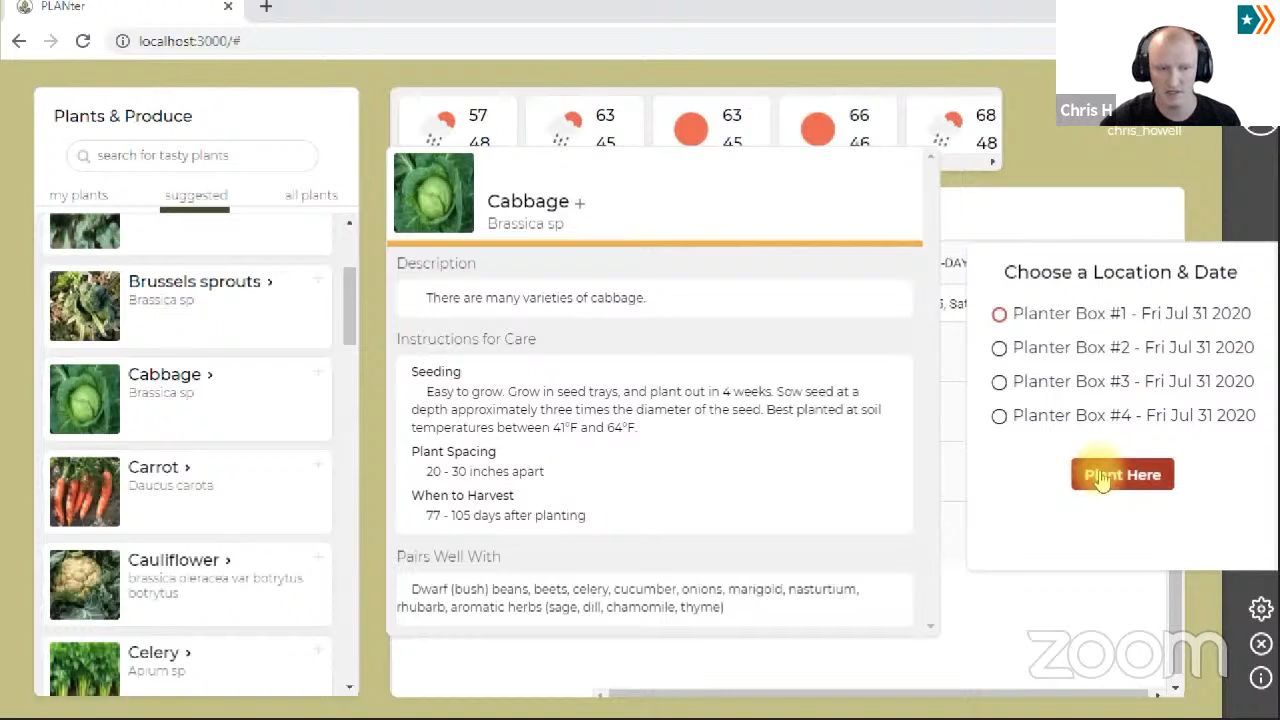 PLANter
localhost:3000/#
Chris H
chris_howell
Plants & Produce
search for tasty plants
my plants suggested all plants
Brassica sp
Brussels sprouts ›
Brassica sp
Cabbage ›
Brassica sp
Carrot ›
Daucus carota
Cauliflower ›
brassica oleracea var botrytus
botrytus
Celery ›
Apium sp
57 63 63 66 68
48 45 45 46 48
Cabbage +
Brassica sp
Description
There are many varieties of cabbage.
Instructions for Care
Seeding
Easy to grow. Grow in seed trays, and plant out in 4 weeks. Sow seed at a
depth approximately three times the diameter of the seed. Best planted at soil
temperatures between 41°F and 64°F.
Plant Spacing
20 - 30 inches apart
When to Harvest
77 - 105 days after planting
Pairs Well With
Dwarf (bush) beans, beets, celery, cucumber, onions, marigold, nasturtium,
rhubarb, aromatic herbs (sage, dill, chamomile, thyme)
-DAY
, Sat
Choose a Location & Date
Planter Box #1 - Fri Jul 31 2020
Planter Box #2 - Fri Jul 31 2020
Planter Box #3 - Fri Jul 31 2020
Planter Box #4 - Fri Jul 31 2020
Plant Here
zoom